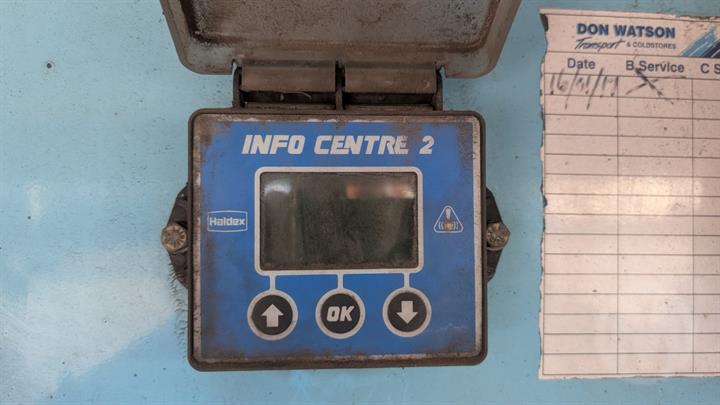 INFO CENTRE 2
Haldex
OK
DON WATSON
Transport & COLDSTORES
Date B Service C S